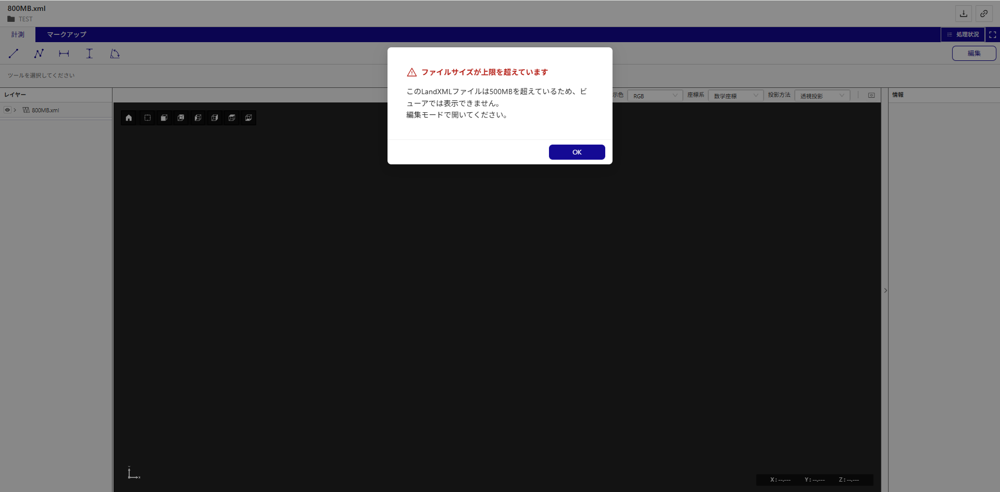 800MB.xml
TEST
計測
マークアップ
処理状況
編集
ツールを選択してください
レイヤー
800MB.xml
ファイルサイズが上限を超えています
このLandXMLファイルは500MBを超えているため、ビ
ューアでは表示できません。
編集モードで開いてください。
OK
示色 RGB 座標系 数学座標 投影方法 透視投影
情報
X:--.--- Y:--.--- Z:--.---